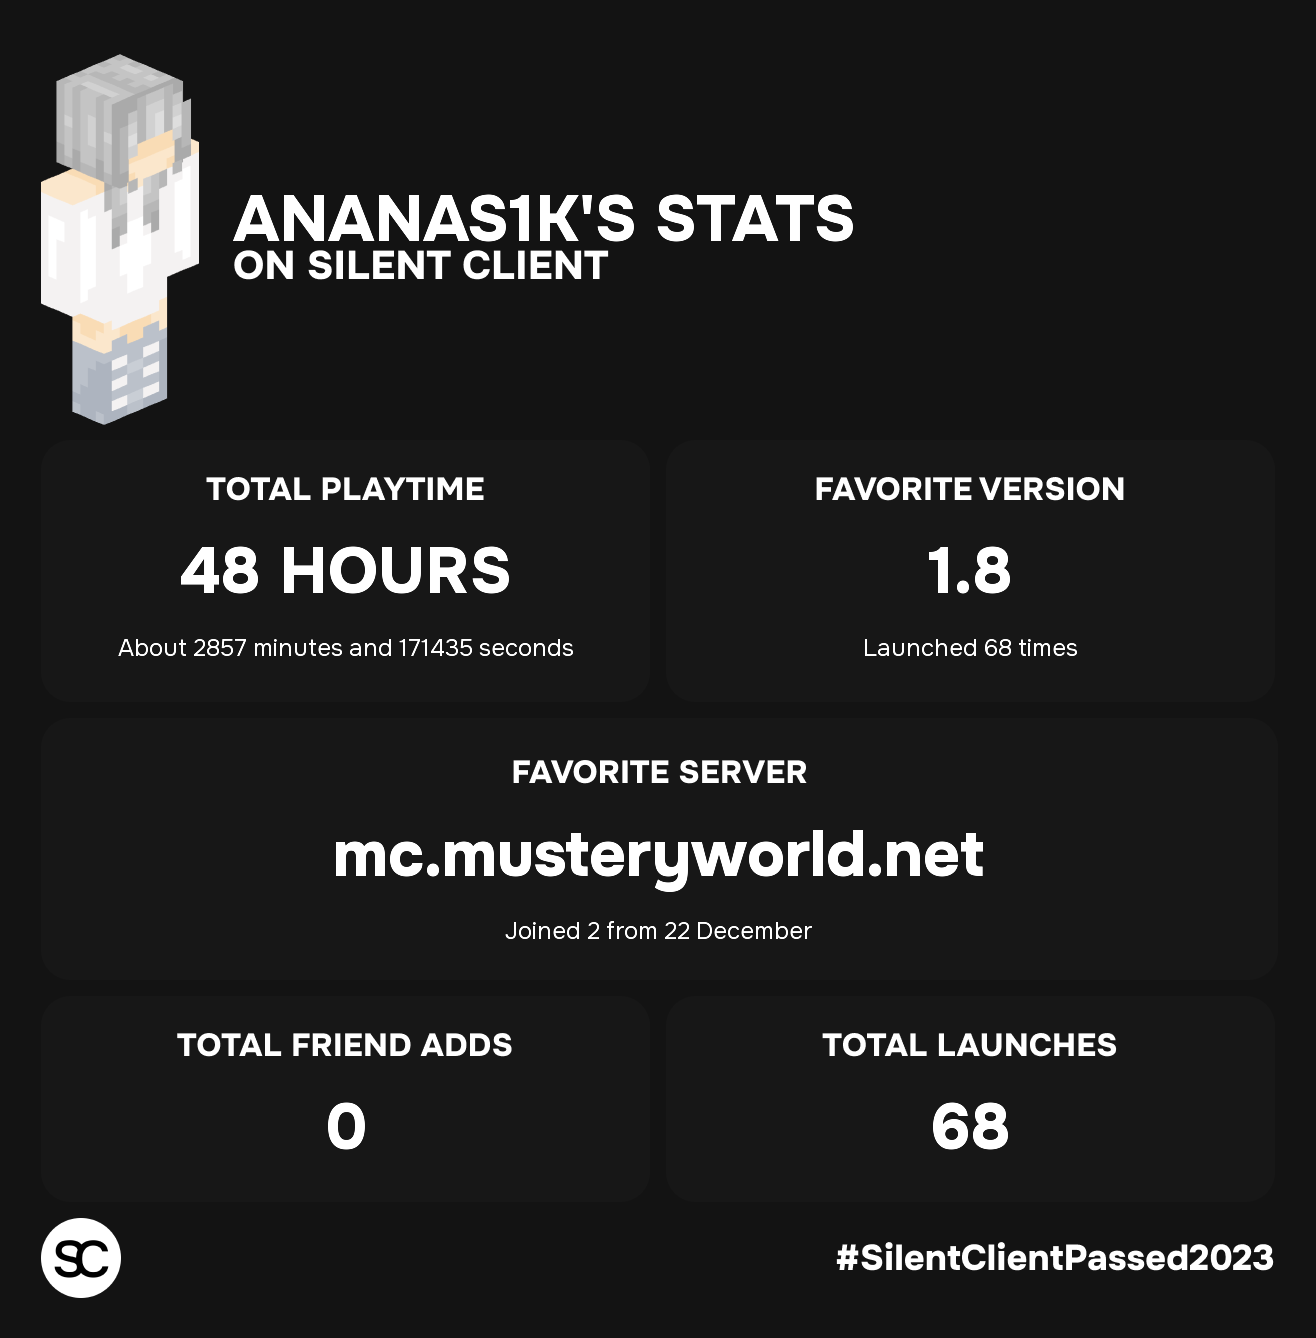 ANANAS1K'S STATS
ON SILENT CLIENT
TOTAL PLAYTIME
48 HOURS
About 2857 minutes and 171435 seconds
FAVORITE VERSION
1.8
Launched 68 times
FAVORITE SERVER
mc.musteryworld.net
Joined 2 from 22 December
TOTAL FRIEND ADDS
0
TOTAL LAUNCHES
68
SC
#SilentClientPassed2023